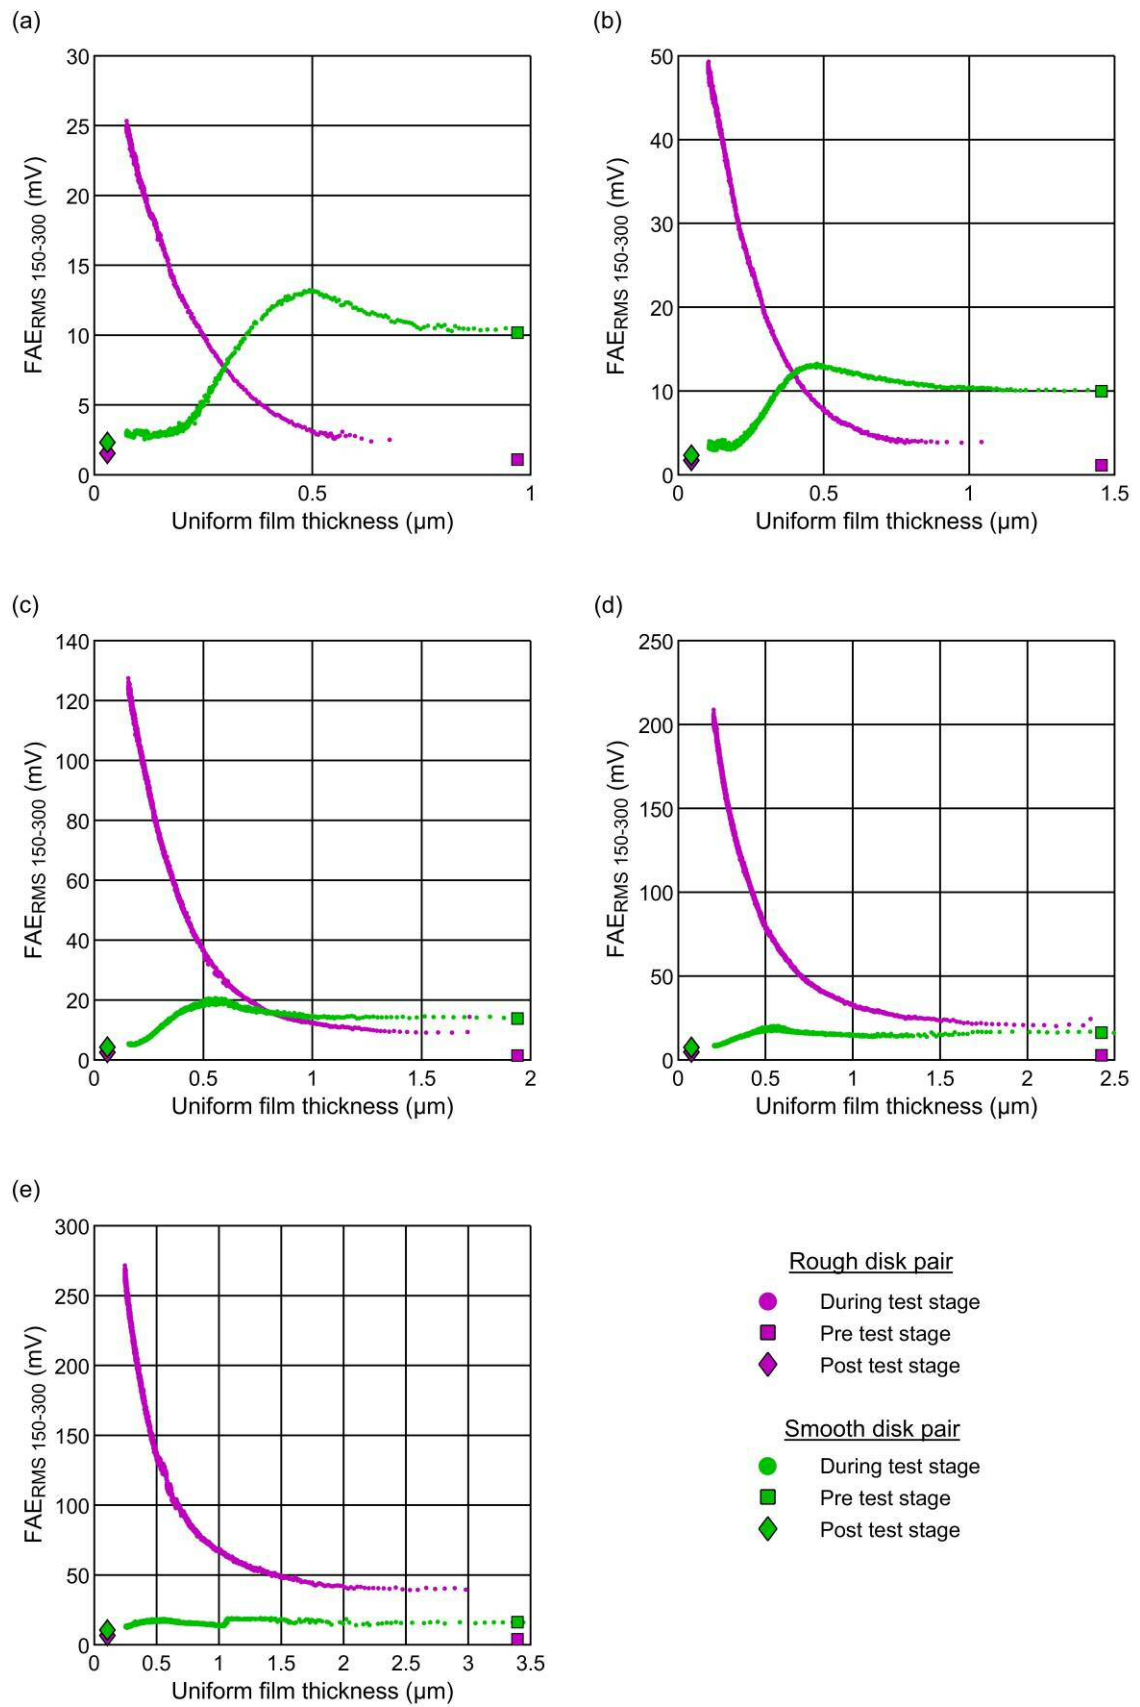 (a)
30
25
20
15
10
5
0
FAERMS 150-300 (mV)
0 0.5 1
Uniform film thickness (µm)
(b)
50
40
30
20
10
0
FAERMS 150-300 (mV)
0 0.5 1 1.5
Uniform film thickness (µm)
(c)
140
120
100
80
60
40
20
0
FAERMS 150-300 (mV)
0 0.5 1 1.5 2
Uniform film thickness (µm)
(d)
250
200
150
100
50
0
FAERMS 150-300 (mV)
0 0.5 1 1.5 2 2.5
Uniform film thickness (µm)
(e)
300
250
200
150
100
50
0
FAERMS 150-300 (mV)
0 0.5 1 1.5 2 2.5 3 3.5
Uniform film thickness (µm)
Rough disk pair
During test stage
Pre test stage
Post test stage
Smooth disk pair
During test stage
Pre test stage
Post test stage